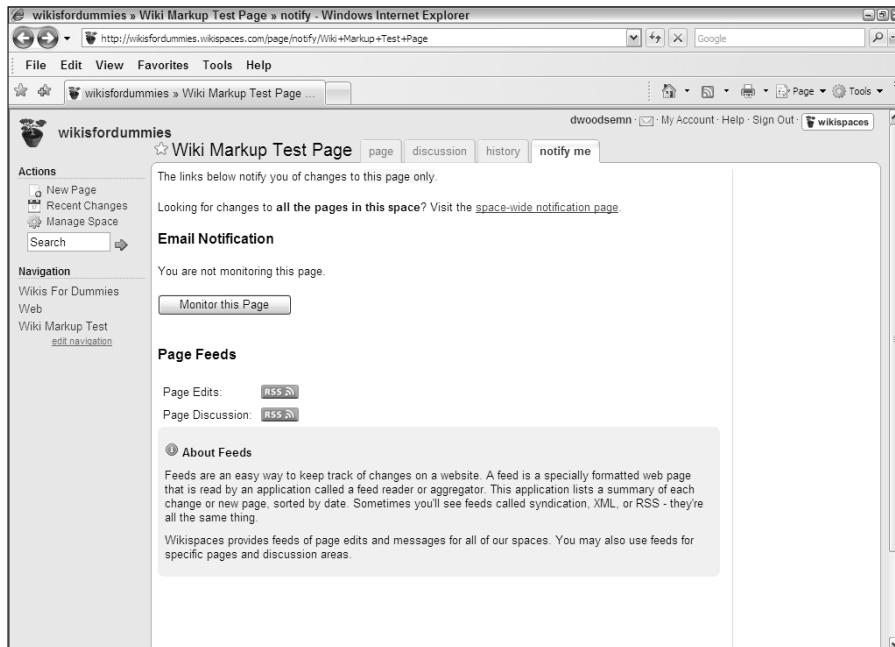 wikisfordummies » Wiki Markup Test Page » notify - Windows Internet Explorer
http://wikisfordummies.wikispaces.com/page/notify/Wiki+Markup+Test+Page
Google
File Edit View Favorites Tools Help
wikisfordummies » Wiki Markup Test Page ...
Page Tools
dwoodsemn · My Account · Help · Sign Out · wikispaces
wikisfordummies
Wiki Markup Test Page page discussion history notify me
Actions
New Page
Recent Changes
Manage Space
Search
Navigation
Wikis For Dummies
Web
Wiki Markup Test
edit navigation
The links below notify you of changes to this page only.
Looking for changes to all the pages in this space? Visit the space-wide notification page.
Email Notification
You are not monitoring this page.
Monitor this Page
Page Feeds
Page Edits: RSS
Page Discussion: RSS
About Feeds
Feeds are an easy way to keep track of changes on a website. A feed is a specially formatted web page
that is read by an application called a feed reader or aggregator. This application lists a summary of each
change or new page, sorted by date. Sometimes you'll see feeds called syndication, XML, or RSS - they're
all the same thing.
Wikispaces provides feeds of page edits and messages for all of our spaces. You may also use feeds for
specific pages and discussion areas.